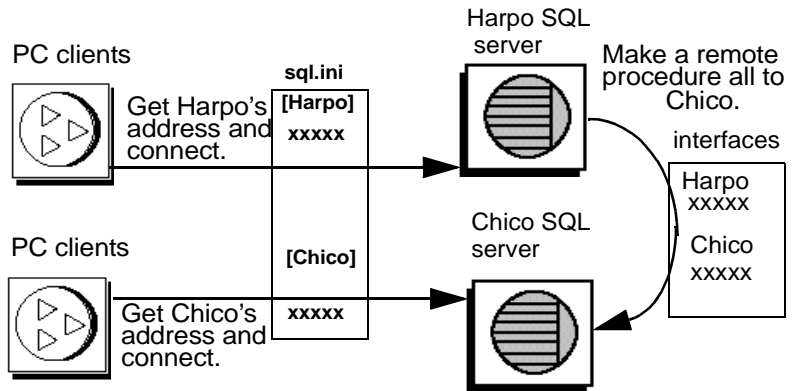 Harpo SQL
server
PC clients
sql.ini
Make a remote
procedure all to
Chico.
[Harpo]
xxxxx
Get Harpo's
address and
connect.
interfaces
Harpo
xxxxx
Chico
xxxxx
PC clients
Chico SQL
server
[Chico]
xxxxx
Get Chico's
address and
connect.